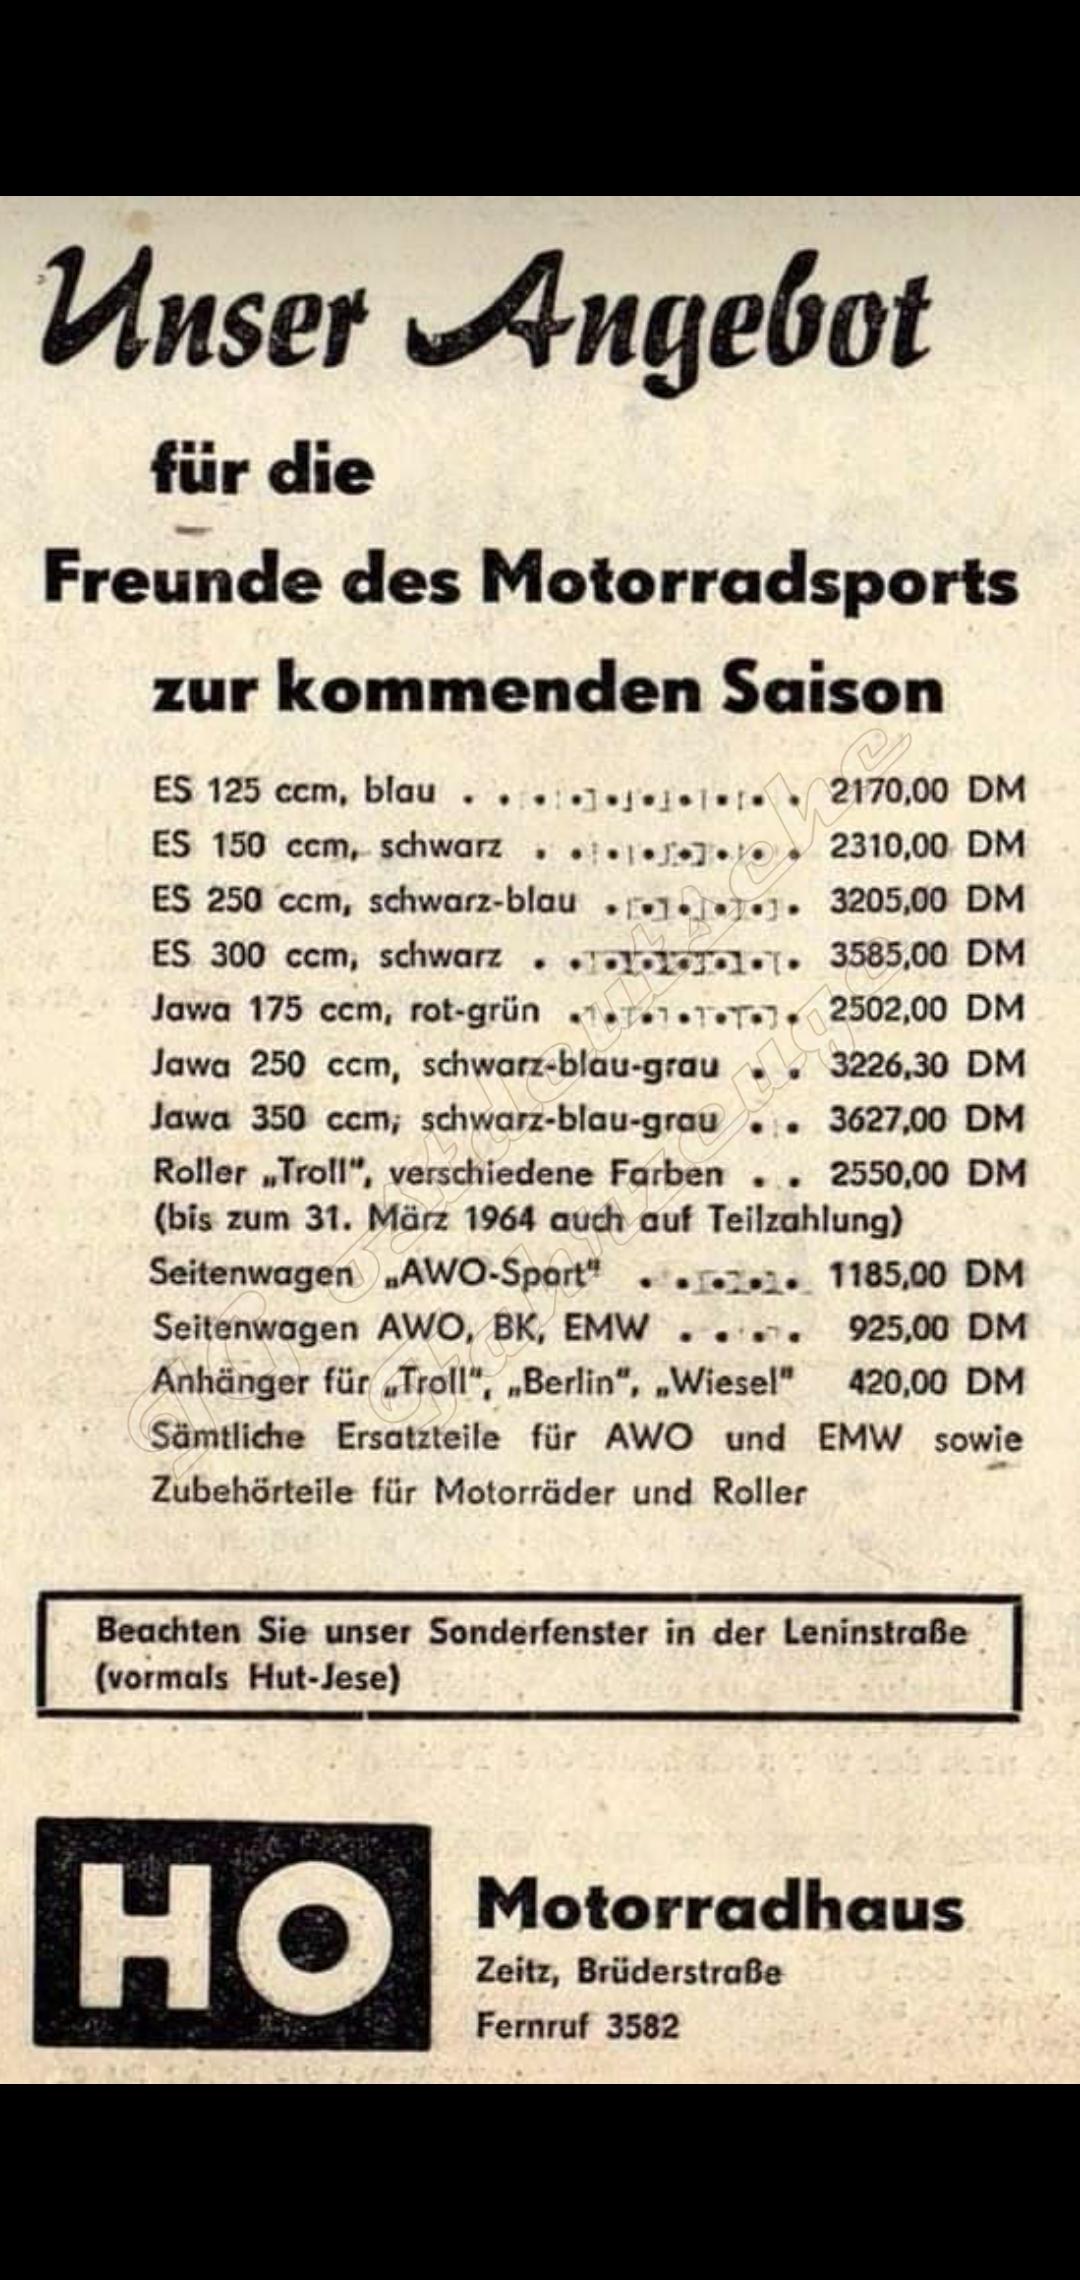 Unser Angebot
für die
Freunde des Motorradsports
zur kommenden Saison
ES 125 ccm, blau . . . . . . . . . . 2170,00 DM
ES 150 ccm, schwarz . . . . . . . . 2310,00 DM
ES 250 ccm, schwarz-blau . . . . . . 3205,00 DM
ES 300 ccm, schwarz . . . . . . . . 3585,00 DM
Jawa 175 ccm, rot-grün . . . . . . . 2502,00 DM
Jawa 250 ccm, schwarz-blau-grau . . 3226,30 DM
Jawa 350 ccm, schwarz-blau-grau . . 3627,00 DM
Roller „Troll“, verschiedene Farben . . 2550,00 DM
(bis zum 31. März 1964 auch auf Teilzahlung)
Seitenwagen „AWO-Sport“ . . . . . 1185,00 DM
Seitenwagen AWO, BK, EMW . . . . 925,00 DM
Anhänger für „Troll“, „Berlin“, „Wiesel“ 420,00 DM
Sämtliche Ersatzteile für AWO und EMW sowie
Zubehörteile für Motorräder und Roller
Beachten Sie unser Sonderfenster in der Leninstraße
(vormals Hut-Jese)
HO
Motorradhaus
Zeitz, Brüderstraße
Fernruf 3582
IG Ostdeutsche
Fahrzeuge